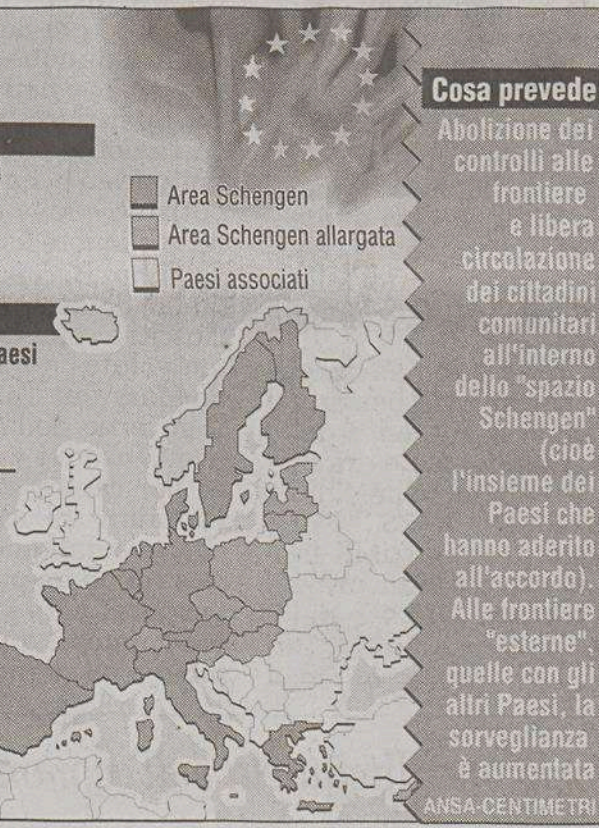 Area Schengen
Area Schengen allargata
Paesi associati
aesi
Cosa prevede
Abolizione dei
controlli alle
frontiere
e libera
circolazione
dei cittadini
comunitari
all'interno
dello "spazio
Schengen"
(cioè
l'insieme dei
Paesi che
hanno aderito
all'accordo).
Alle frontiere
"esterne",
quelle con gli
altri Paesi, la
sorveglianza
è aumentata
ANSA-CENTIMETRI